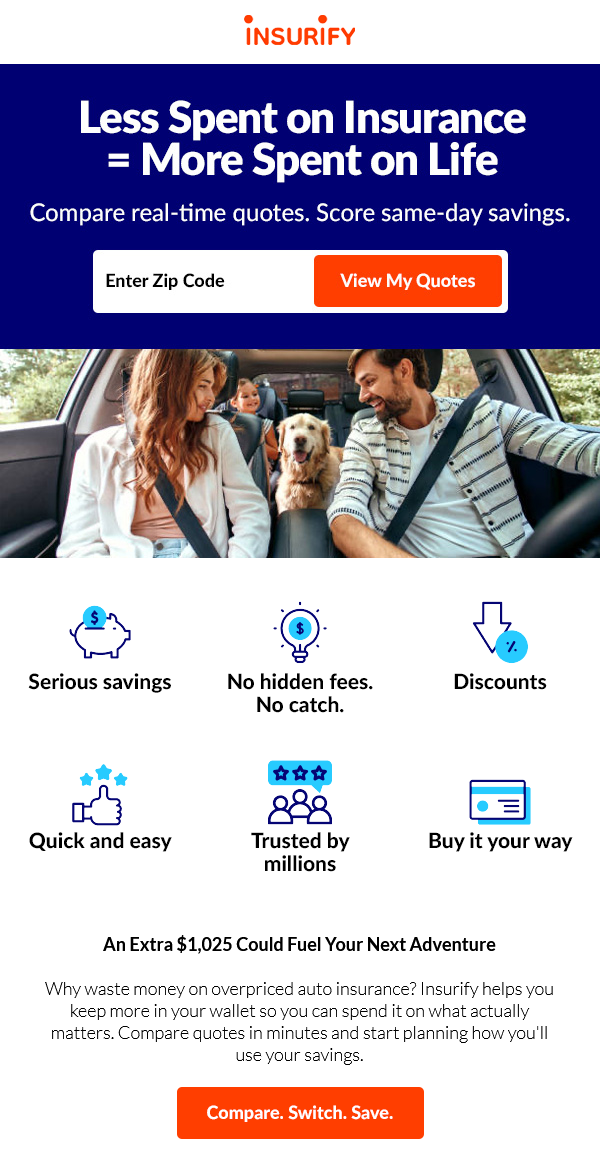 INSURIFY
Less Spent on Insurance
= More Spent on Life
Compare real-time quotes. Score same-day savings.
Enter Zip Code
View My Quotes
$
$
٪
Serious savings
No hidden fees.
No catch.
Discounts
Quick and easy
Trusted by
millions
Buy it your way
An Extra $1,025 Could Fuel Your Next Adventure
Why waste money on overpriced auto insurance? Insurify helps you
keep more in your wallet so you can spend it on what actually
matters. Compare quotes in minutes and start planning how you'll
use your savings.
Compare. Switch. Save.